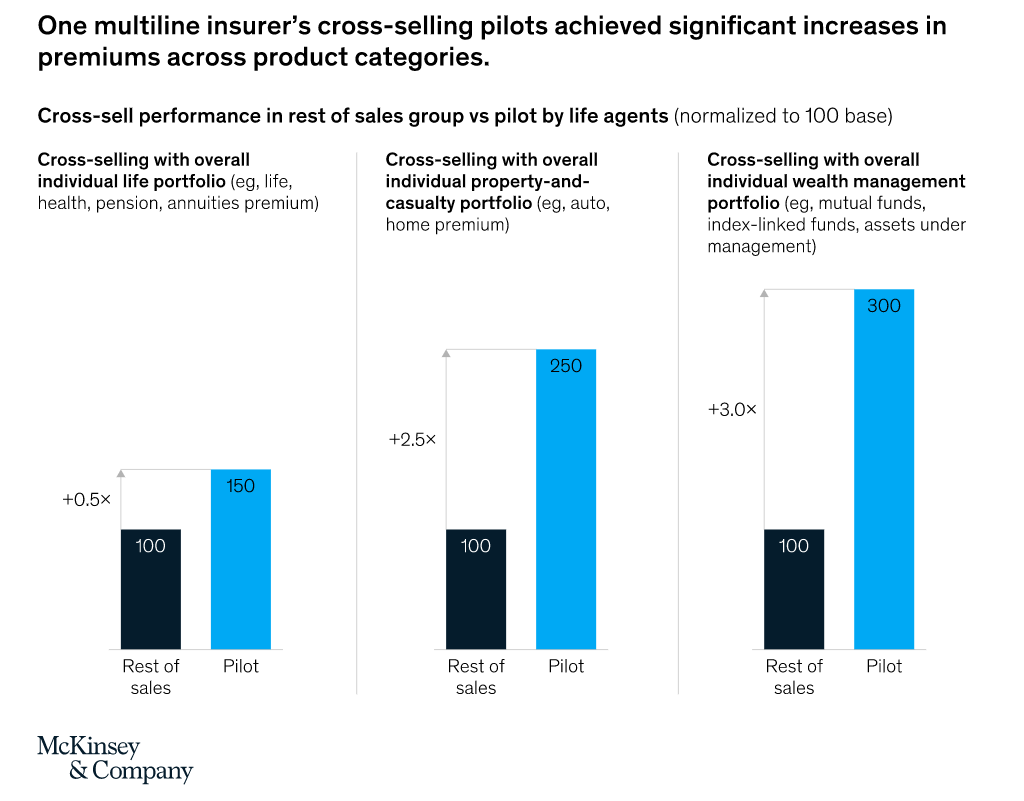 One multiline insurer’s cross-selling pilots achieved significant increases in
premiums across product categories.
Cross-sell performance in rest of sales group vs pilot by life agents (normalized to 100 base)
Cross-selling with overall
individual life portfolio (eg, life,
health, pension, annuities premium)
+0.5×
100
150
Rest of
sales
Pilot
Cross-selling with overall
individual property-and-
casualty portfolio (eg, auto,
home premium)
+2.5×
100
250
Rest of
sales
Pilot
Cross-selling with overall
individual wealth management
portfolio (eg, mutual funds,
index-linked funds, assets under
management)
+3.0×
100
300
Rest of
sales
Pilot
McKinsey
& Company